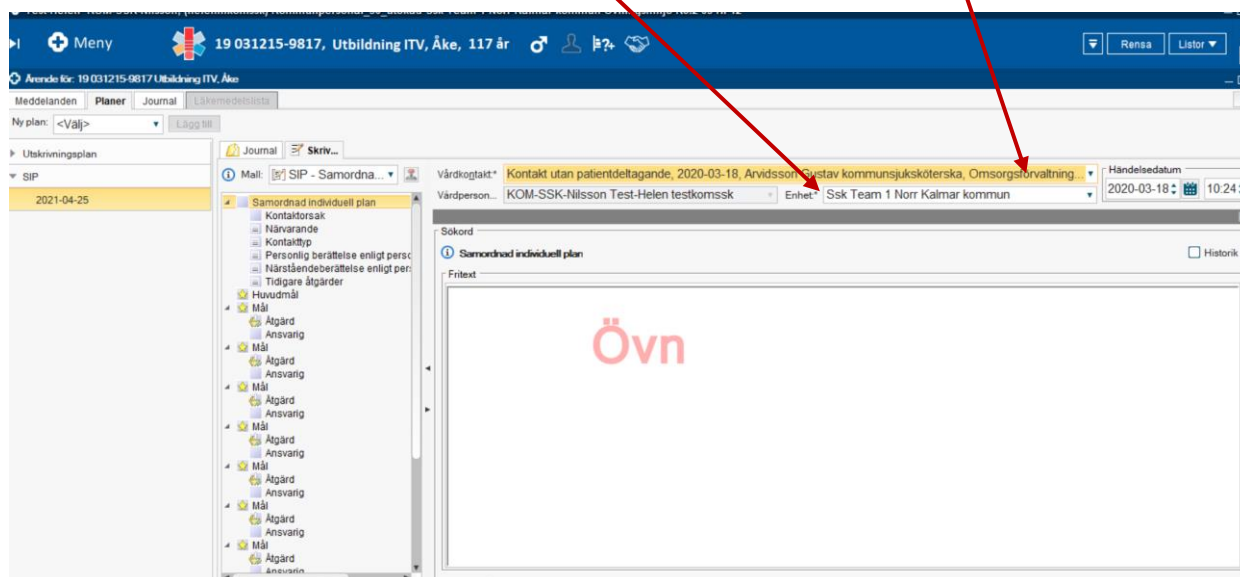 Meny
19 031215-9817, Utbildning ITV, Åke, 117 år
Rensa
Listor
Ärende för: 19 031215-9817 Utbildning ITV, Åke
Meddelanden Planer Journal Läkemedelslista
Ny plan: <Välj> Lägg till
Utskrivningsplan
SIP
2021-04-25
Journal Skriv...
Mall: SIP - Samordna...
Samordnad individuell plan
Kontaktorsak
Närvarande
Kontakttyp
Personlig berättelse enligt persc
Närståendeberättelse enligt per
Tidigare åtgärder
Huvudmål
Mål
Åtgärd
Ansvarig
Mål
Åtgärd
Ansvarig
Mål
Åtgärd
Ansvarig
Mål
Åtgärd
Ansvarig
Mål
Åtgärd
Ansvarig
Mål
Åtgärd
Ansvarig
Mål
Åtgärd
Ansvarig
Vårdkontakt:* Kontakt utan patientdeltagande, 2020-03-18, Arvidsson Gustav kommunsjuksköterska, Omsorgsförvaltning...
Vårdperson... KOM-SSK-Nilsson Test-Helen testkomssk Enhet:* Ssk Team 1 Norr Kalmar kommun
Händelsedatum
2020-03-18 10:24
Sökord
Samordnad individuell plan
Historik
Fritext
Övn